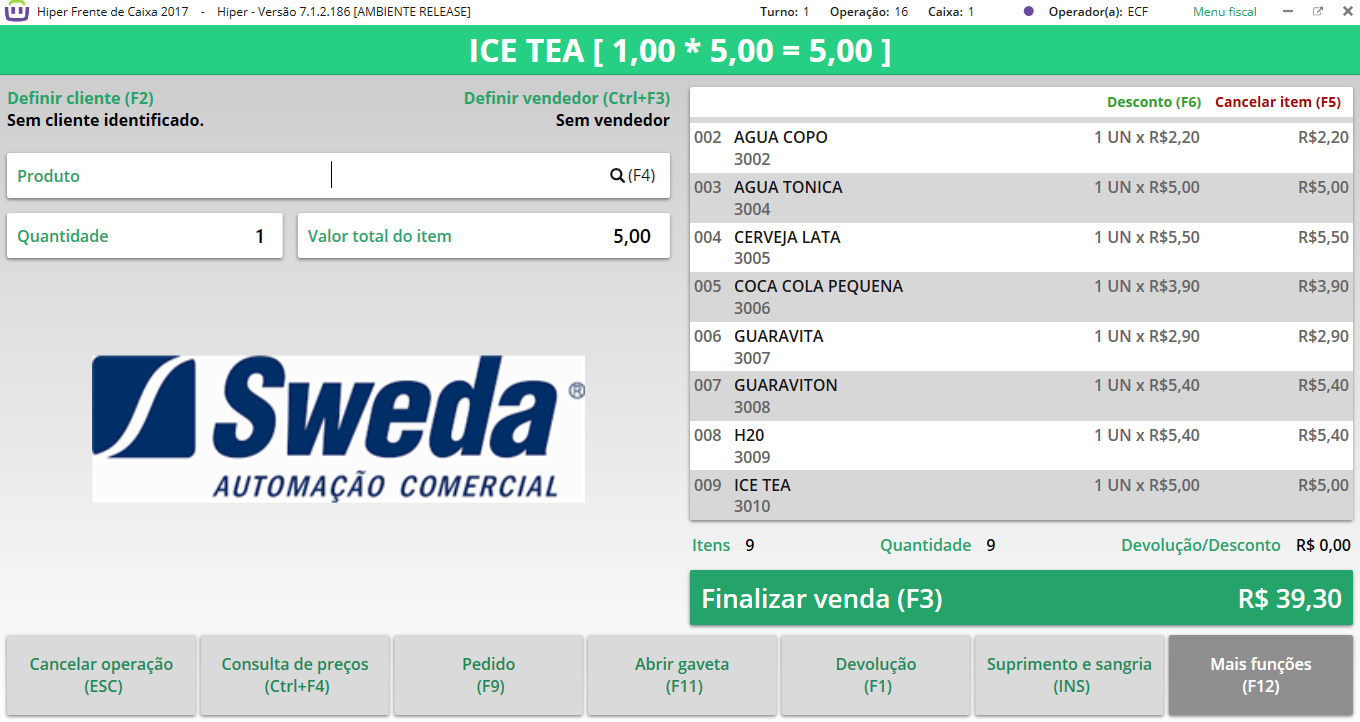 Hiper Frente de Caixa 2017 - Hiper - Versão 7.1.2.186 [AMBIENTE RELEASE] Turno: 1 Operação: 16 Caixa: 1 Operador(a): ECF Menu fiscal
ICE TEA [ 1,00 * 5,00 = 5,00 ]
Definir cliente (F2) Definir vendedor (Ctrl+F3)
Sem cliente identificado. Sem vendedor
Produto (F4)
Quantidade 1 Valor total do item 5,00
Sweda ®
AUTOMAÇÃO COMERCIAL
Desconto (F6) Cancelar item (F5)
002 AGUA COPO 1 UN x R$2,20 R$2,20
3002
003 AGUA TONICA 1 UN x R$5,00 R$5,00
3004
004 CERVEJA LATA 1 UN x R$5,50 R$5,50
3005
005 COCA COLA PEQUENA 1 UN x R$3,90 R$3,90
3006
006 GUARAVITA 1 UN x R$2,90 R$2,90
3007
007 GUARAVITON 1 UN x R$5,40 R$5,40
3008
008 H20 1 UN x R$5,40 R$5,40
3009
009 ICE TEA 1 UN x R$5,00 R$5,00
3010
Itens 9 Quantidade 9 Devolução/Desconto R$ 0,00
Finalizar venda (F3) R$ 39,30
Cancelar operação
(ESC)
Consulta de preços
(Ctrl+F4)
Pedido
(F9)
Abrir gaveta
(F11)
Devolução
(F1)
Suprimento e sangria
(INS)
Mais funções
(F12)